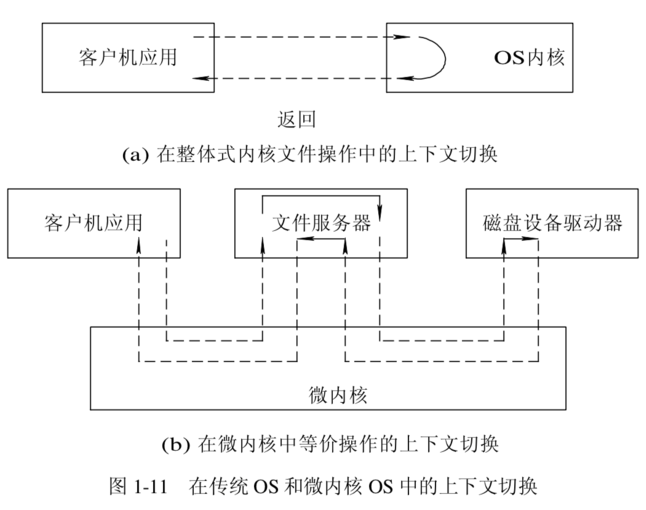 客户机应用 OS内核
返回
(a) 在整体式内核文件操作中的上下文切换
客户机应用 文件服务器 磁盘设备驱动器
微内核
(b) 在微内核中等价操作的上下文切换
图 1-11 在传统 OS 和微内核 OS 中的上下文切换